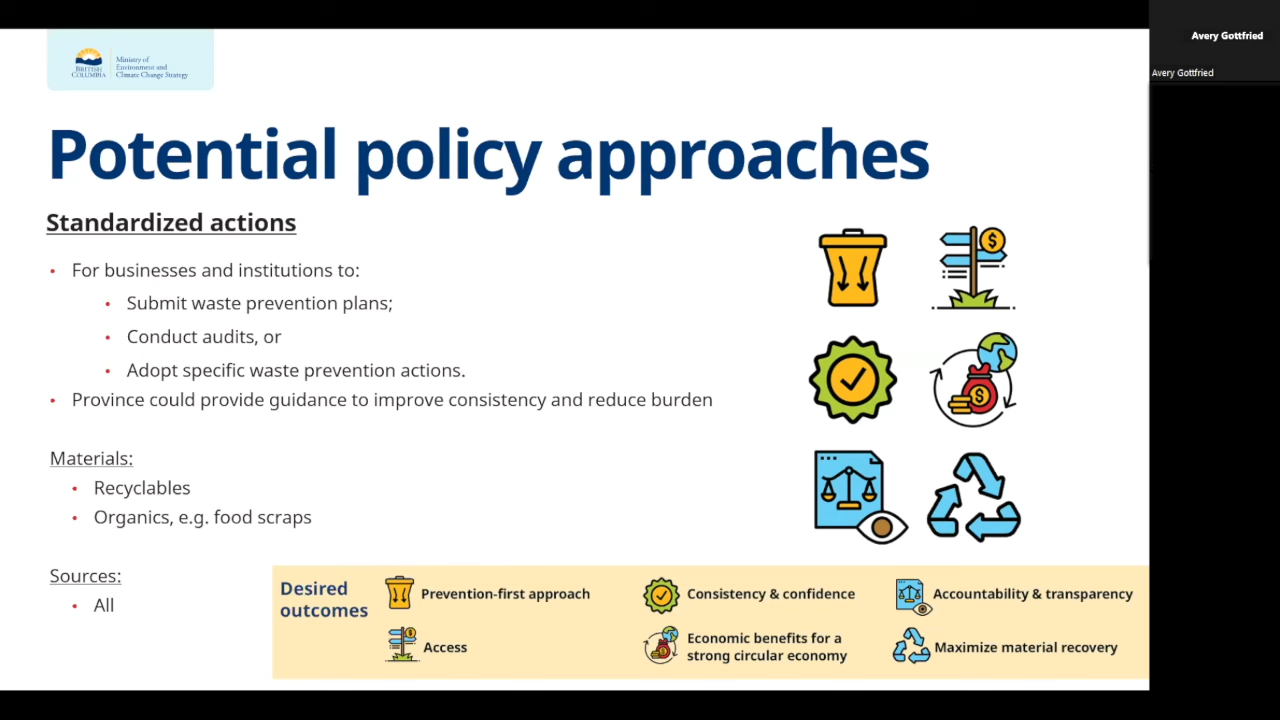 Avery Gottfried
Avery Gottfried
BRITISH
COLUMBIA
Ministry of
Environment and
Climate Change Strategy
Potential policy approaches
Standardized actions
• For businesses and institutions to:
• Submit waste prevention plans;
• Conduct audits, or
• Adopt specific waste prevention actions.
• Province could provide guidance to improve consistency and reduce burden
Materials:
• Recyclables
• Organics, e.g. food scraps
Sources:
• All
$
$
Desired
outcomes
Prevention-first approach
Consistency & confidence
Accountability & transparency
Access
Economic benefits for a
strong circular economy
Maximize material recovery